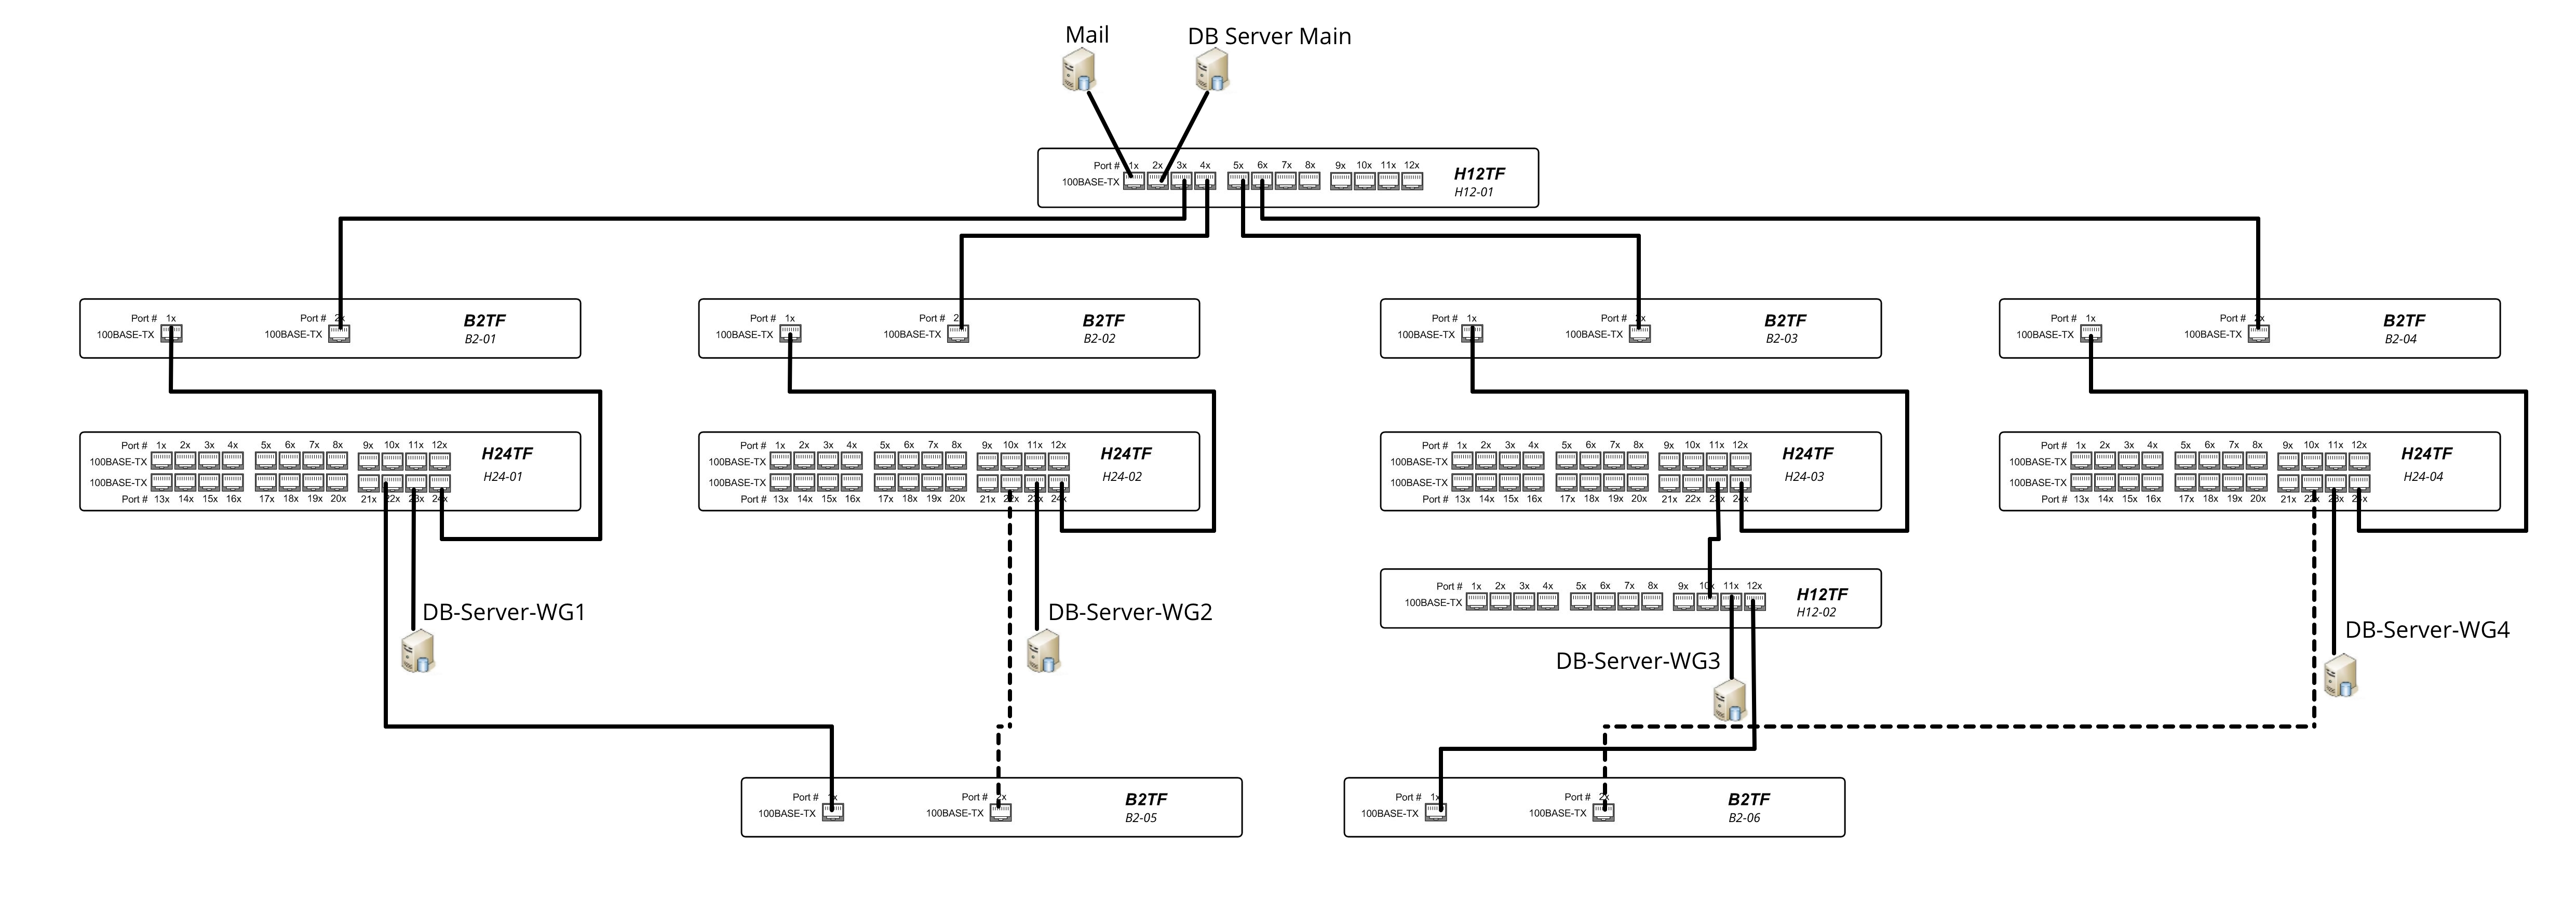 Mail
DB Server Main
Port # 1x 2x 3x 4x 5x 6x 7x 8x 9x 10x 11x 12x
100BASE-TX
H12TF
H12-01
Port # 1x Port # 2x
100BASE-TX 100BASE-TX
B2TF
B2-01
Port # 1x Port #
100BASE-TX 100BASE-TX
B2TF
B2-02
Port # 1x Port #
100BASE-TX 100BASE-TX
B2TF
B2-03
Port # 1x Port #
100BASE-TX 100BASE-TX
B2TF
B2-04
Port # 1x 2x 3x 4x 5x 6x 7x 8x 9x 10x 11x 12x
100BASE-TX
100BASE-TX
Port # 13x 14x 15x 16x 17x 18x 19x 20x 21x 22x 23x 24x
H24TF
H24-01
Port # 1x 2x 3x 4x 5x 6x 7x 8x 9x 10x 11x 12x
100BASE-TX
100BASE-TX
Port # 13x 14x 15x 16x 17x 18x 19x 20x 21x 22x 23x 24x
H24TF
H24-02
Port # 1x 2x 3x 4x 5x 6x 7x 8x 9x 10x 11x 12x
100BASE-TX
100BASE-TX
Port # 13x 14x 15x 16x 17x 18x 19x 20x 21x 22x 23x 24x
H24TF
H24-03
Port # 1x 2x 3x 4x 5x 6x 7x 8x 9x 10x 11x 12x
100BASE-TX
100BASE-TX
Port # 13x 14x 15x 16x 17x 18x 19x 20x 21x 22x 23x 24x
H24TF
H24-04
Port # 1x 2x 3x 4x 5x 6x 7x 8x 9x 10x 11x 12x
100BASE-TX
H12TF
H12-02
DB-Server-WG1
DB-Server-WG2
DB-Server-WG3
DB-Server-WG4
Port # Port #
100BASE-TX 100BASE-TX
B2TF
B2-05
Port # 1x Port # 2x
100BASE-TX 100BASE-TX
B2TF
B2-06